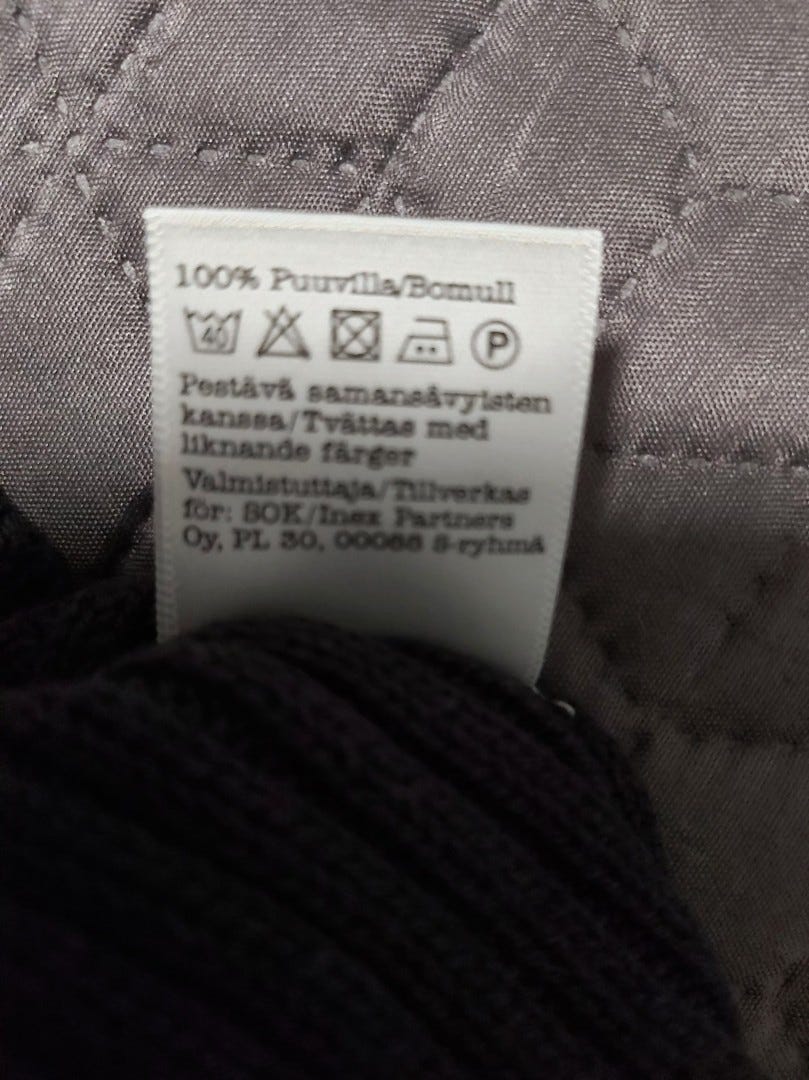 100% Puuvilla/Bomull
40 P
Pestävä samansävyisten
kanssa/Tvättas med
liknande färger
Valmistuttaja/Tillverkas
för: SOK/Inex Partners
Oy, PL 30, 00088 S-ryhmä